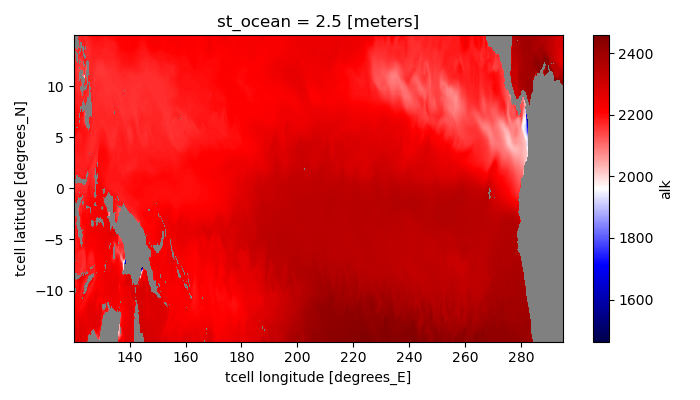 st_ocean = 2.5 [meters]
10
5
0
−5
−10
tcell latitude [degrees_N]
140 160 180 200 220 240 260 280
tcell longitude [degrees_E]
2400
2200
2000
1800
1600
alk